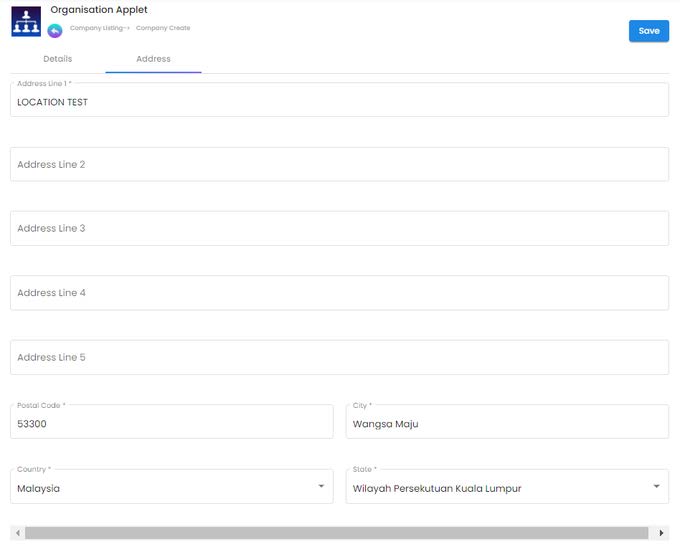 Organisation Applet
Company Listing--> Company Create
Save
Details Address
Address Line 1 *
LOCATION TEST
Address Line 2
Address Line 3
Address Line 4
Address Line 5
Postal Code * City *
53300 Wangsa Maju
Country * State *
Malaysia Wilayah Persekutuan Kuala Lumpur